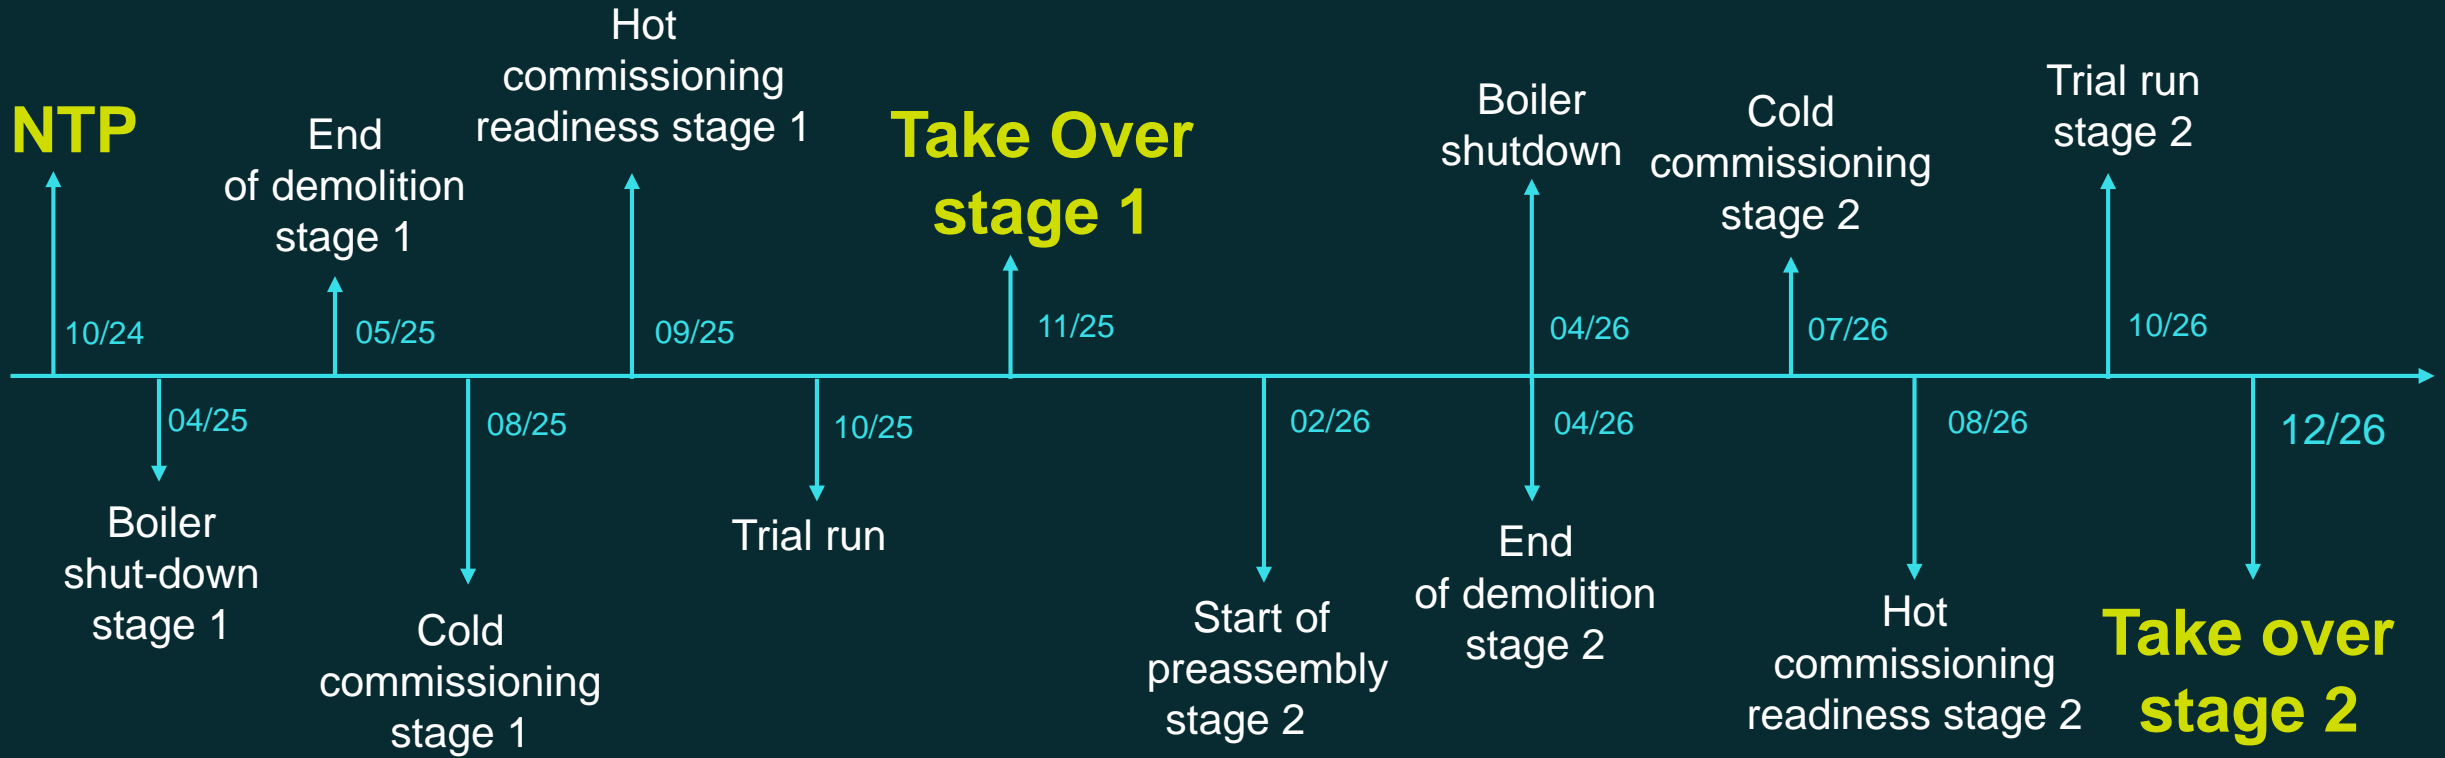 NTP
10/24
Boiler
shut-down
stage 1
04/25
End
of demolition
stage 1
05/25
Cold
commissioning
stage 1
08/25
Hot
commissioning
readiness stage 1
09/25
Trial run
10/25
Take Over
stage 1
11/25
Start of
preassembly
stage 2
02/26
Boiler
shutdown
04/26
End
of demolition
stage 2
04/26
Cold
commissioning
stage 2
07/26
Hot
commissioning
readiness stage 2
08/26
Trial run
stage 2
10/26
Take over
stage 2
12/26